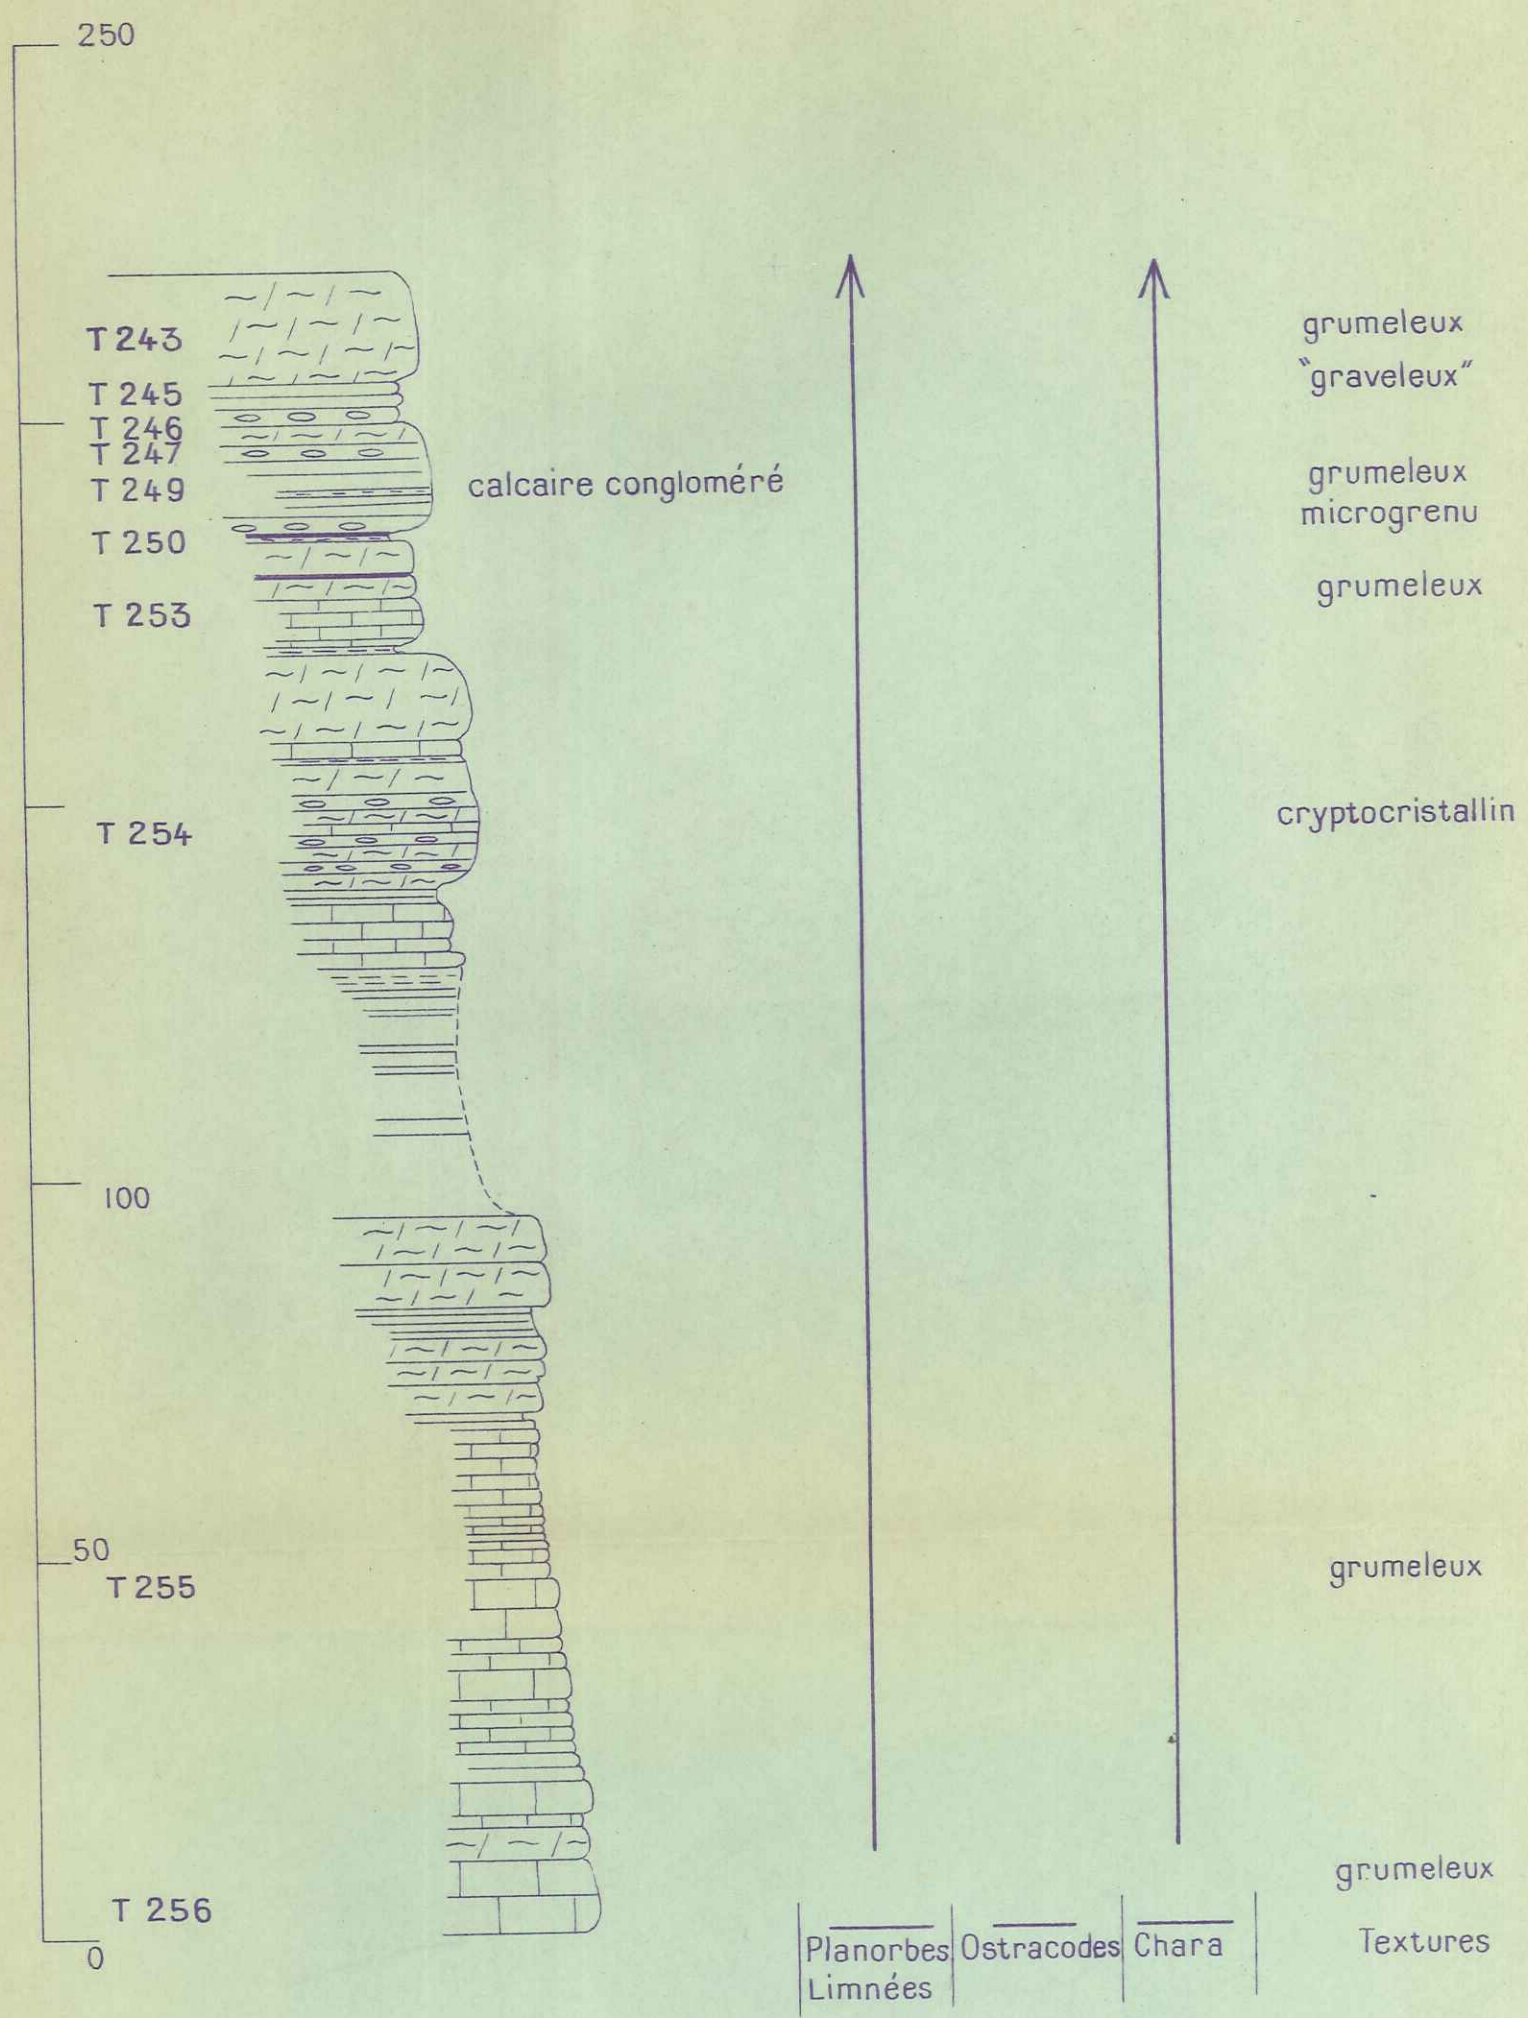 250
T 243
grumeleux
"graveleux"
T 245
T 246
T 247
T 249
calcaire congloméré
grumeleux
microgrenu
T 250
grumeleux
T 253
cryptocristallin
T 254
100
50
T 255
grumeleux
grumeleux
T 256
0
Planorbes
Limnées
Ostracodes
Chara
Textures